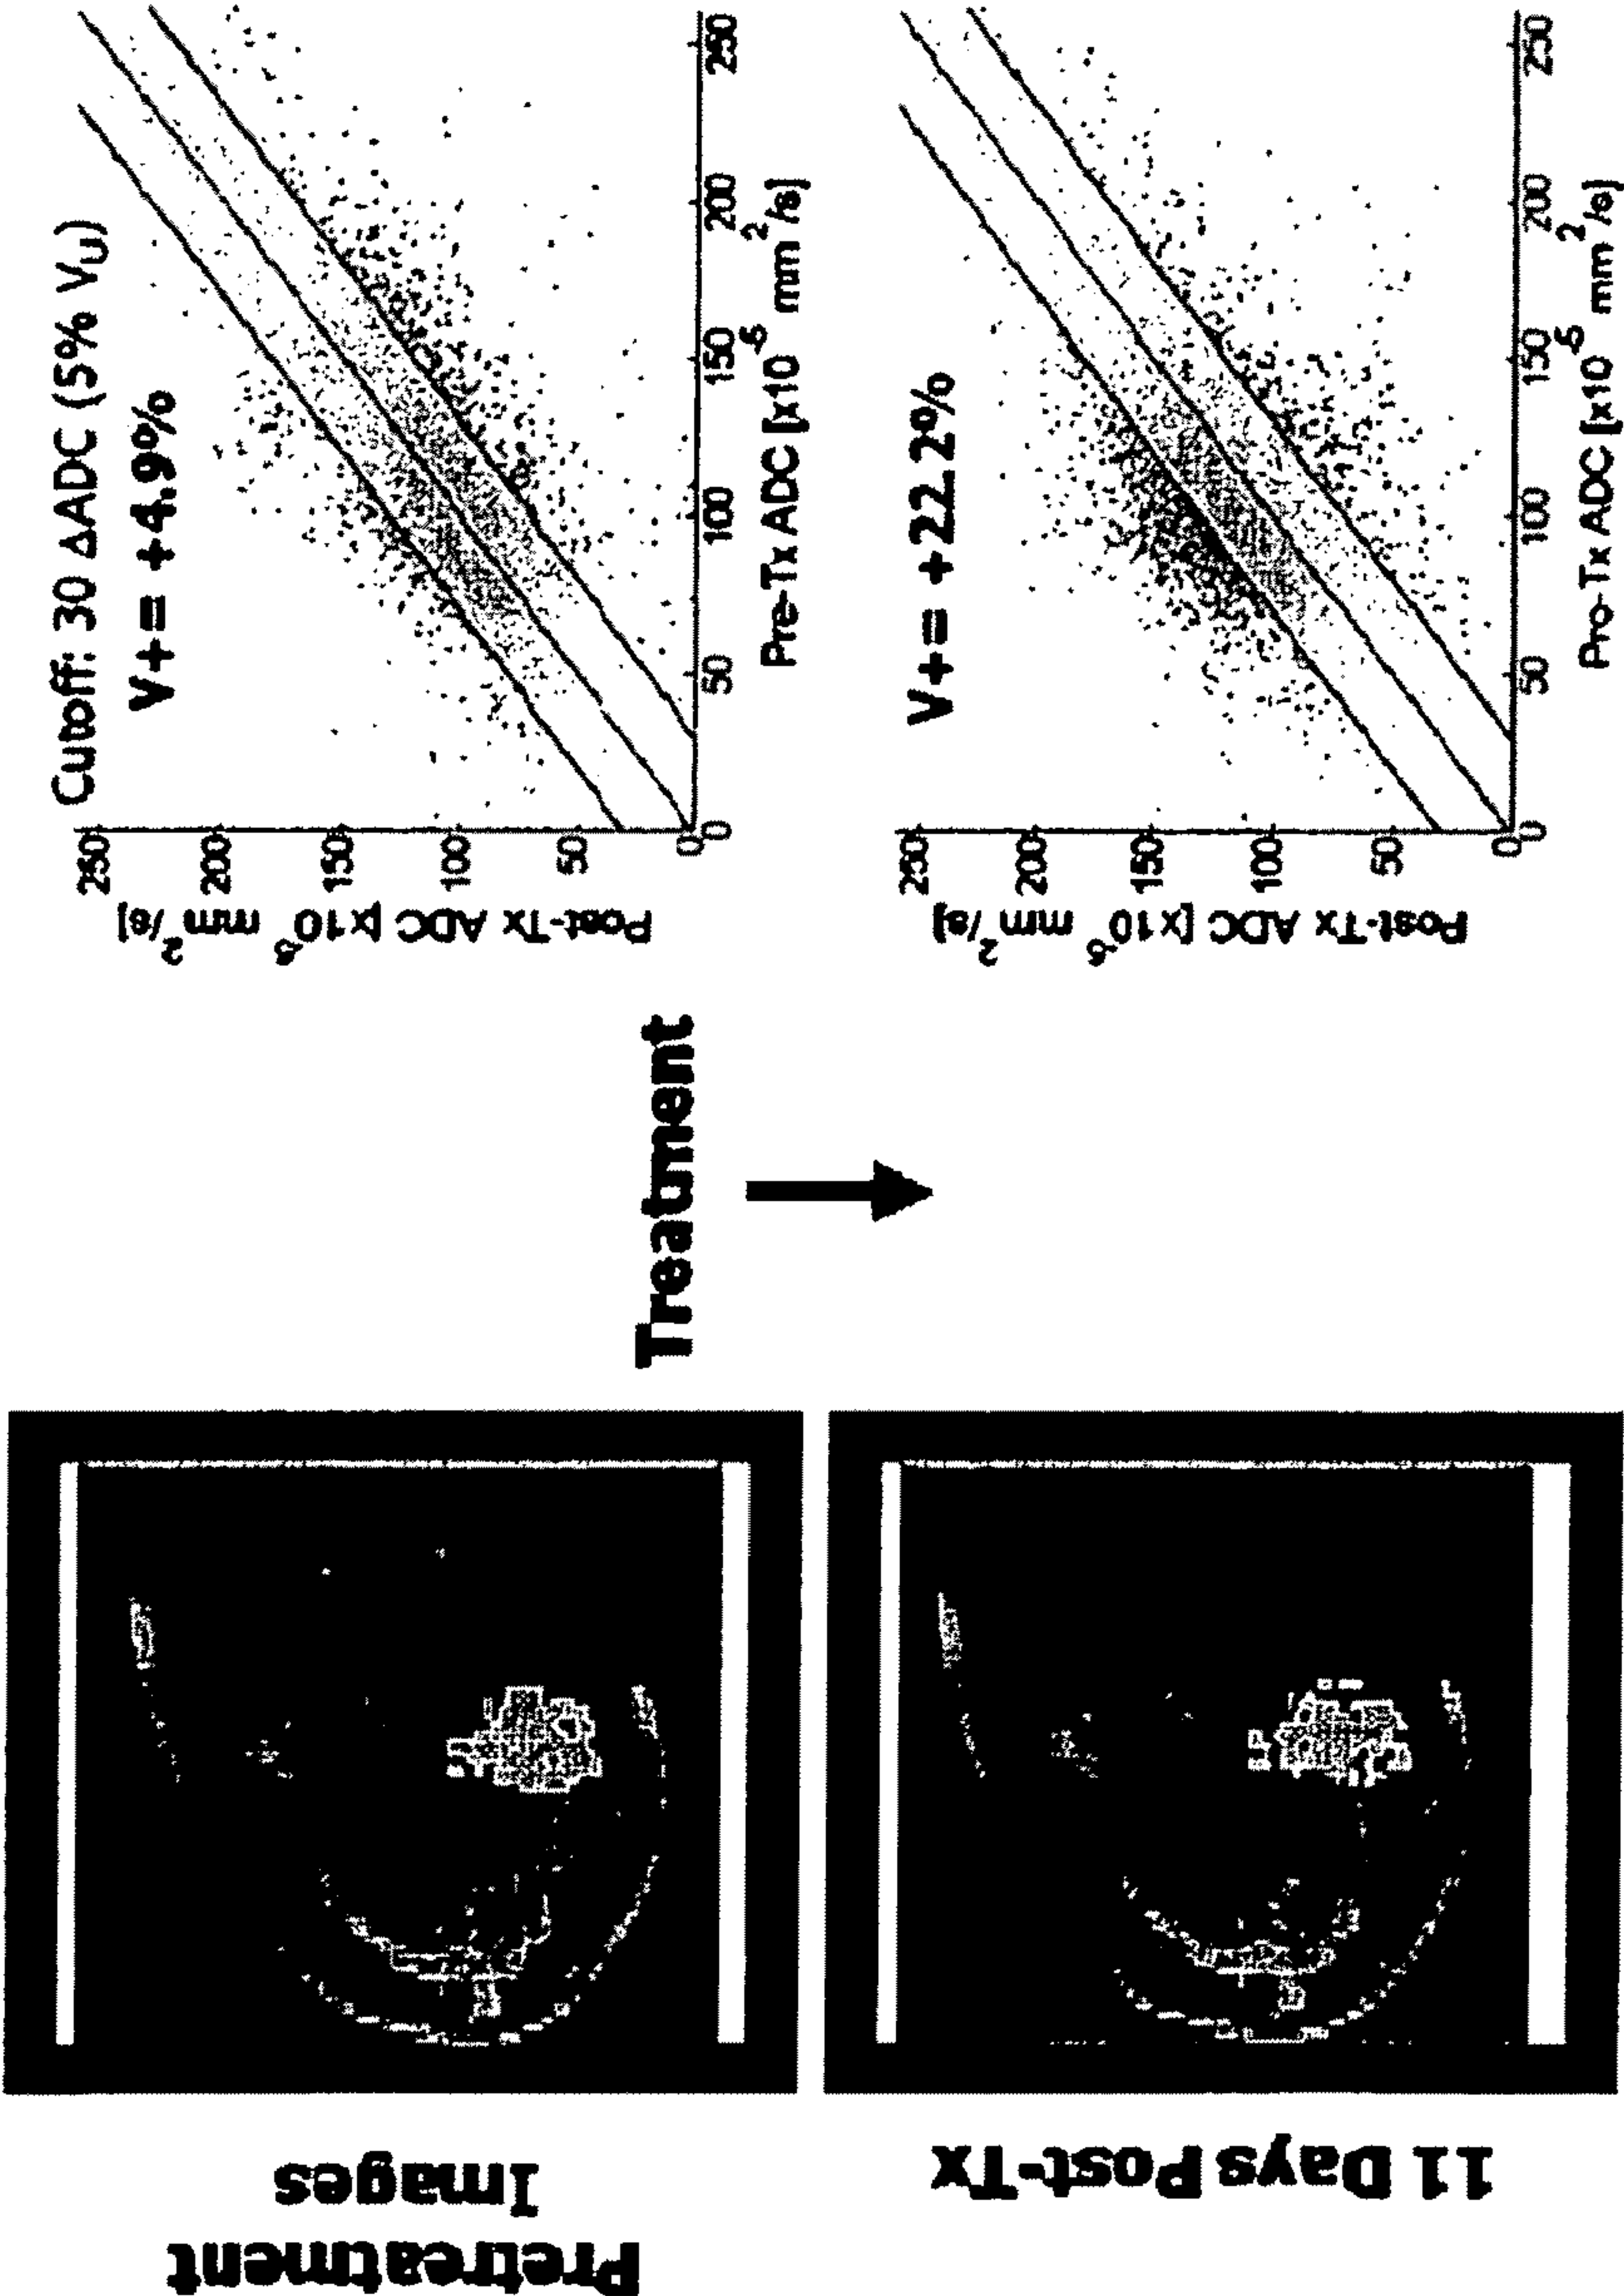 Pretreatment
Images
Cutoff: 30 ΔADC (5% V_U)
V+= +4.9%
Post-Tx ADC [x10⁻⁵ mm²/s]
250
200
150
100
50
0
0 50 100 150 200 250
Pre-Tx ADC [x10⁻⁵ mm²/s]
Treatment
11 Days Post-Tx
V+= +22.2%
Post-Tx ADC [x10⁻⁵ mm²/s]
250
200
150
100
50
0
0 50 100 150 200 250
Pro-Tx ADC [x10⁻⁵ mm²/s]